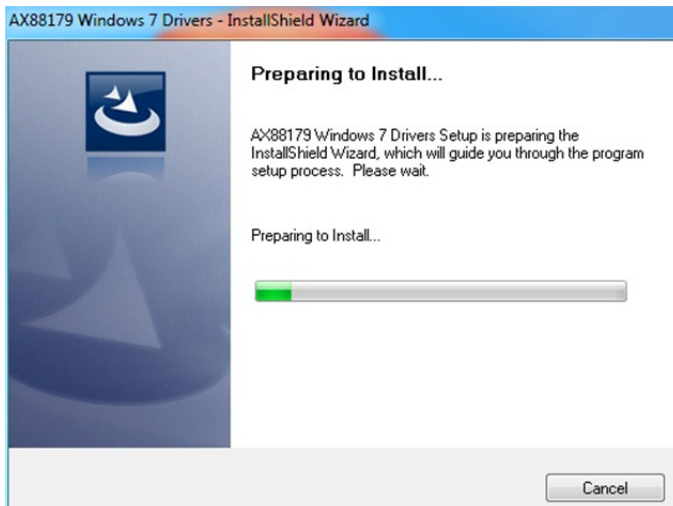 AX88179 Windows 7 Drivers - InstallShield Wizard
Preparing to Install...
AX88179 Windows 7 Drivers Setup is preparing the
InstallShield Wizard, which will guide you through the program
setup process. Please wait.
Preparing to Install...
Cancel